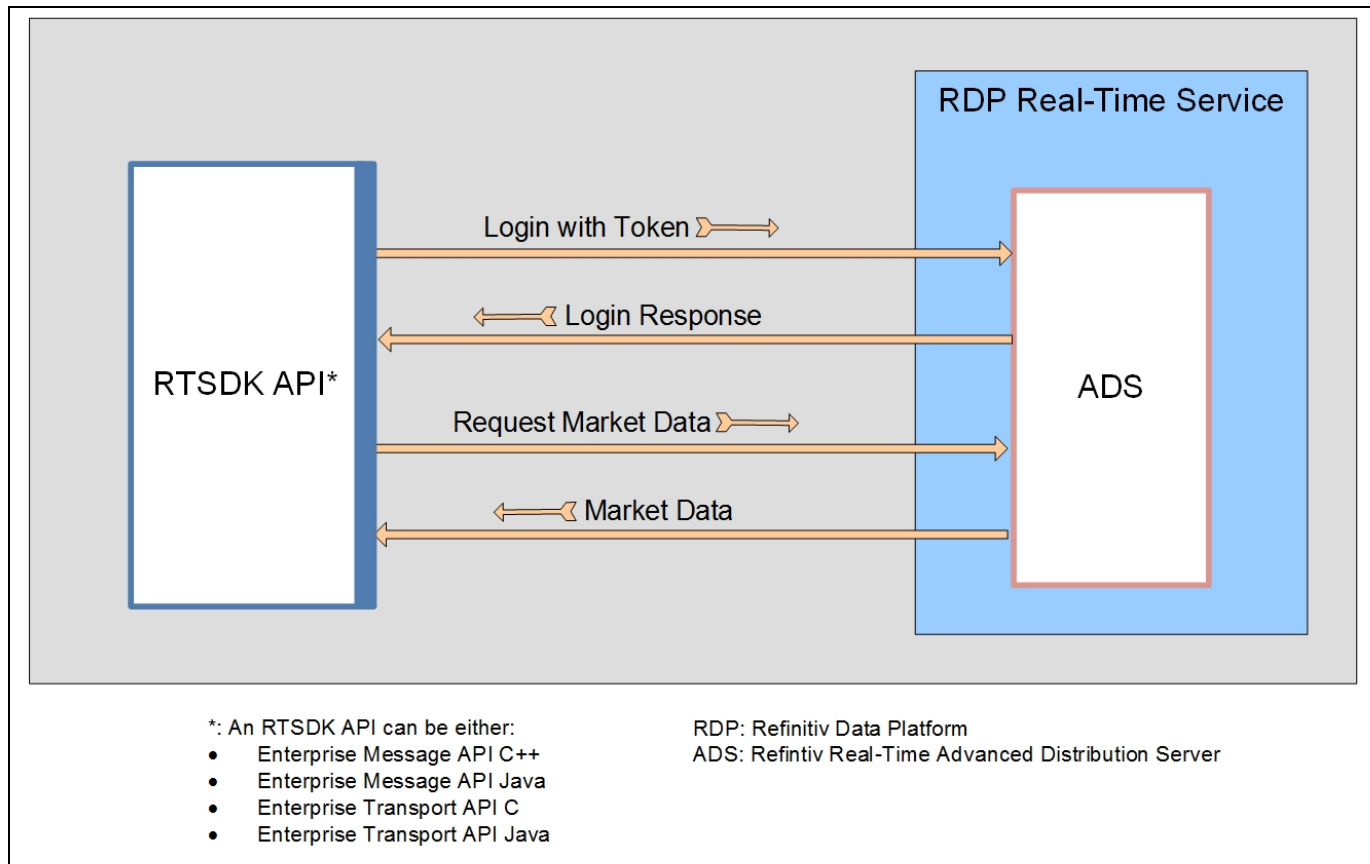 RDP Real-Time Service
Login with Token
Login Response
RTSDK API*
ADS
Request Market Data
Market Data
*: An RTSDK API can be either:
• Enterprise Message API C++
• Enterprise Message API Java
• Enterprise Transport API C
• Enterprise Transport API Java
RDP: Refinitiv Data Platform
ADS: Refintiv Real-Time Advanced Distribution Server